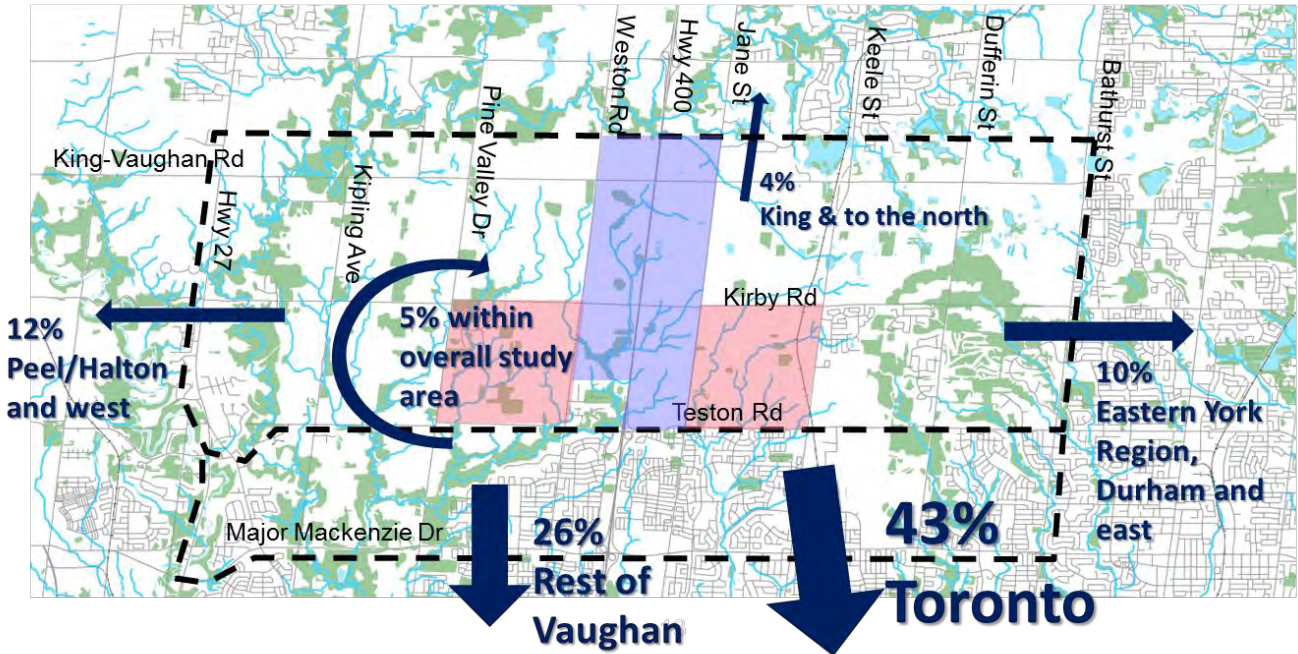 Weston Rd
Hwy 400
Jane St
Keele St
Dufferin St
Bathurst St
Pine Valley Dr
King-Vaughan Rd
Hwy 27
Kipling Ave
4%
King & to the north
Kirby Rd
12%
Peel/Halton
and west
5% within
overall study
area
10%
Eastern York
Region,
Durham and
east
Teston Rd
Major Mackenzie Dr
26%
Rest of
Vaughan
43%
Toronto